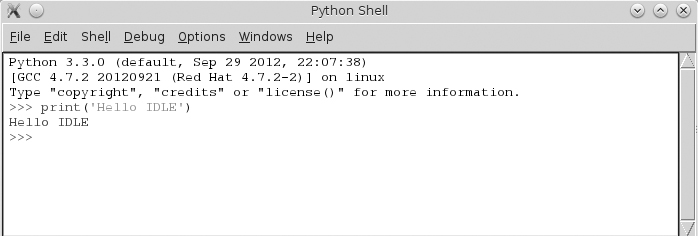 Python Shell
File Edit Shell Debug Options Windows Help
Python 3.3.0 (default, Sep 29 2012, 22:07:38)
[GCC 4.7.2 20120921 (Red Hat 4.7.2-2)] on linux
Type "copyright", "credits" or "license()" for more information.
>>> print('Hello IDLE')
Hello IDLE
>>>